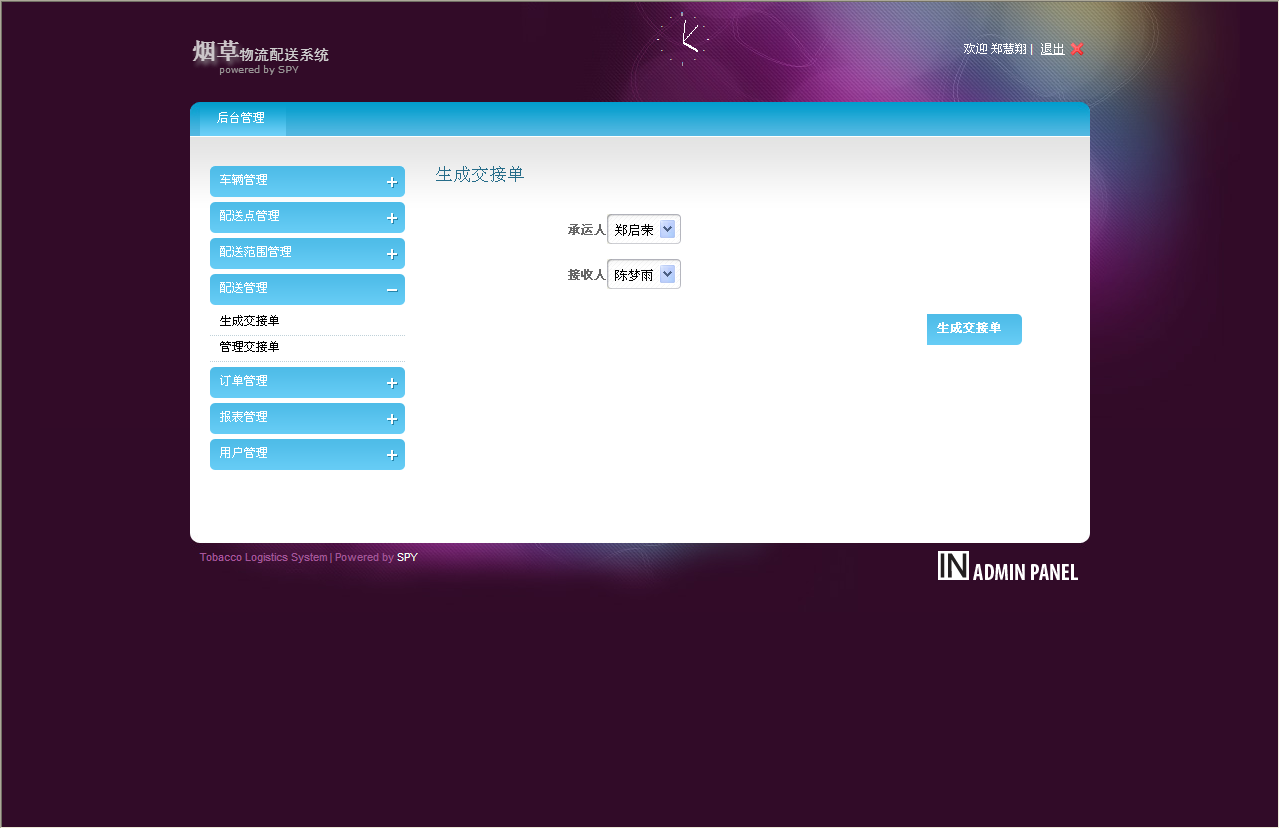 烟草物流配送系统
powered by SPY
欢迎 郑慧翔 | 退出
后台管理
车辆管理
配送点管理
配送范围管理
配送管理
生成交接单
管理交接单
订单管理
报表管理
用户管理
生成交接单
承运人 郑启荣
接收人 陈梦雨
生成交接单
Tobacco Logistics System | Powered by SPY
IN ADMIN PANEL